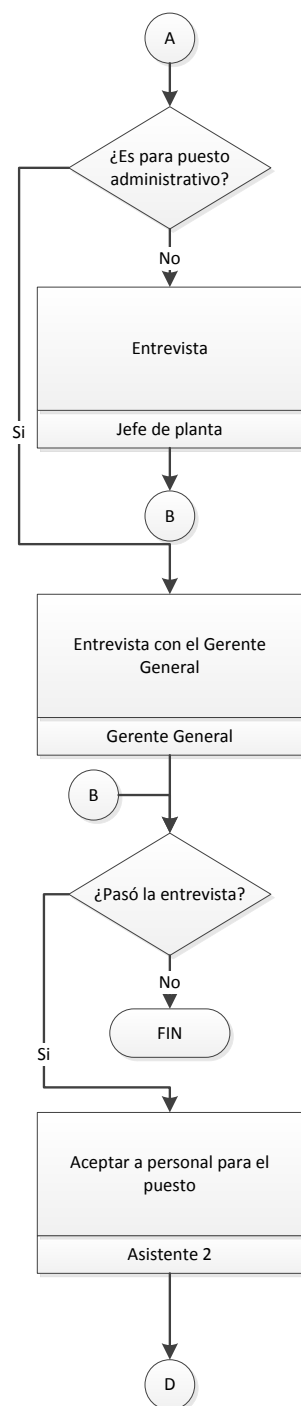 A
¿Es para puesto
administrativo?
No
Entrevista
Si
Jefe de planta
B
Entrevista con el Gerente
General
Gerente General
B
¿Pasó la entrevista?
No
FIN
Si
Aceptar a personal para el
puesto
Asistente 2
D